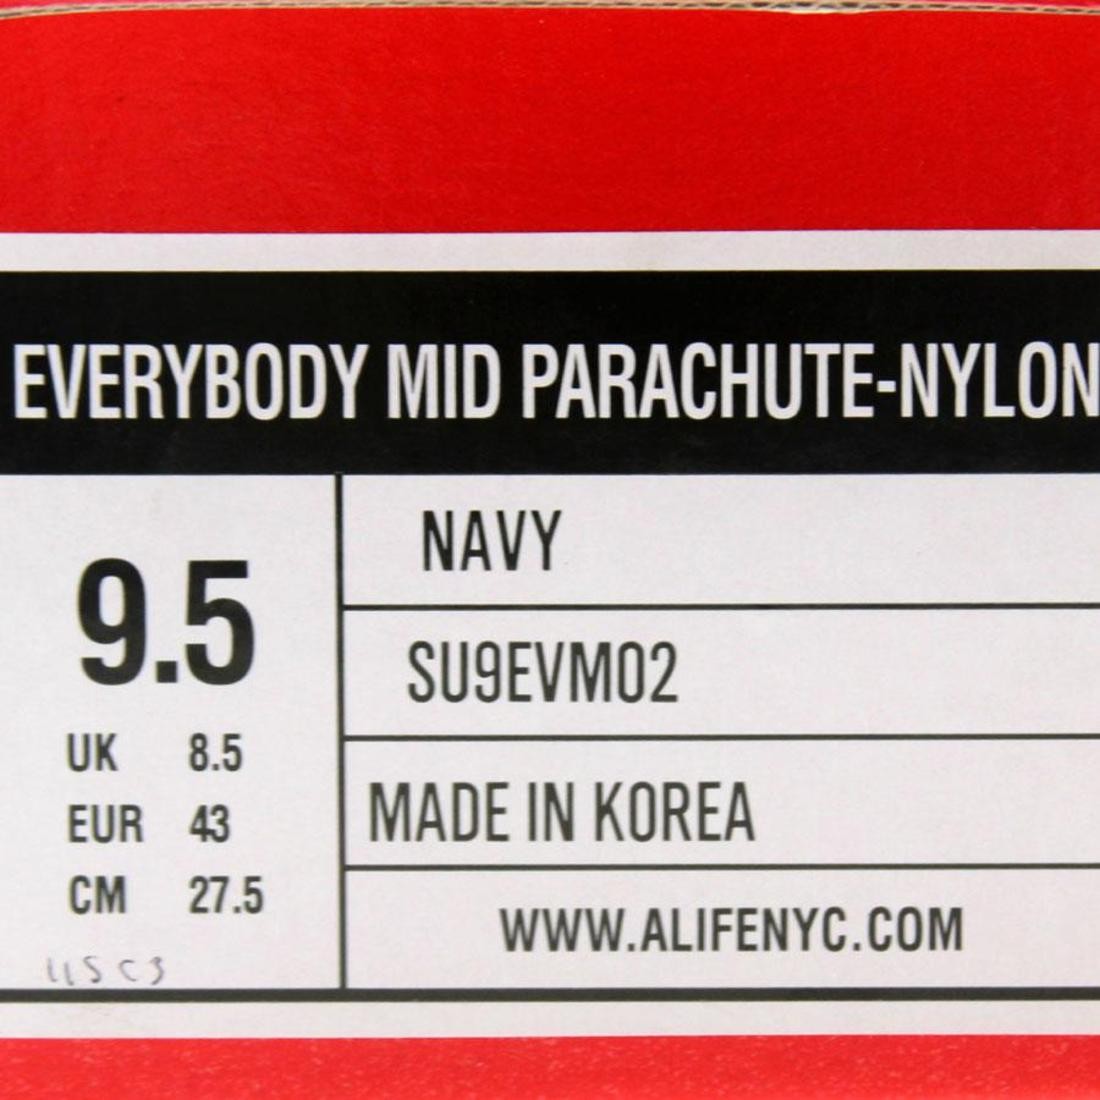 EVERYBODY MID PARACHUTE-NYLON
9.5
UK 8.5
EUR 43
CM 27.5
NAVY
SU9EVM02
MADE IN KOREA
WWW.ALIFENYC.COM